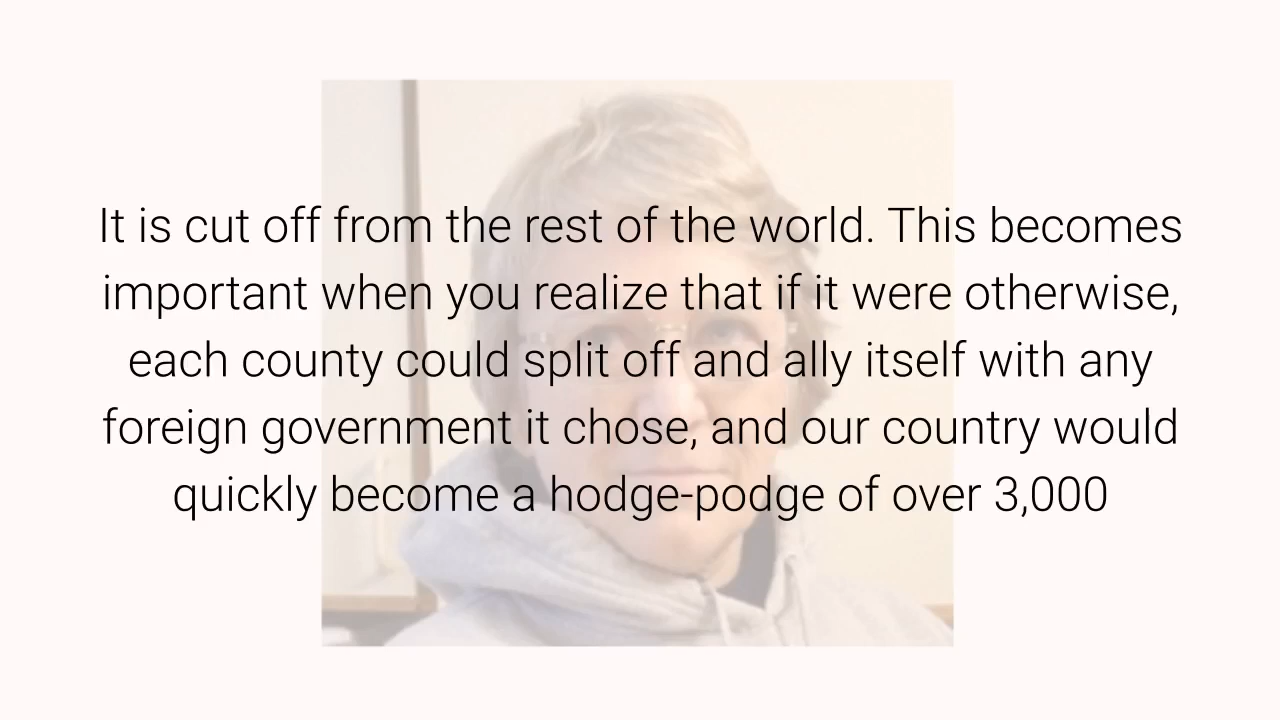 It is cut off from the rest of the world. This becomes
important when you realize that if it were otherwise,
each county could split off and ally itself with any
foreign government it chose, and our country would
quickly become a hodge-podge of over 3,000